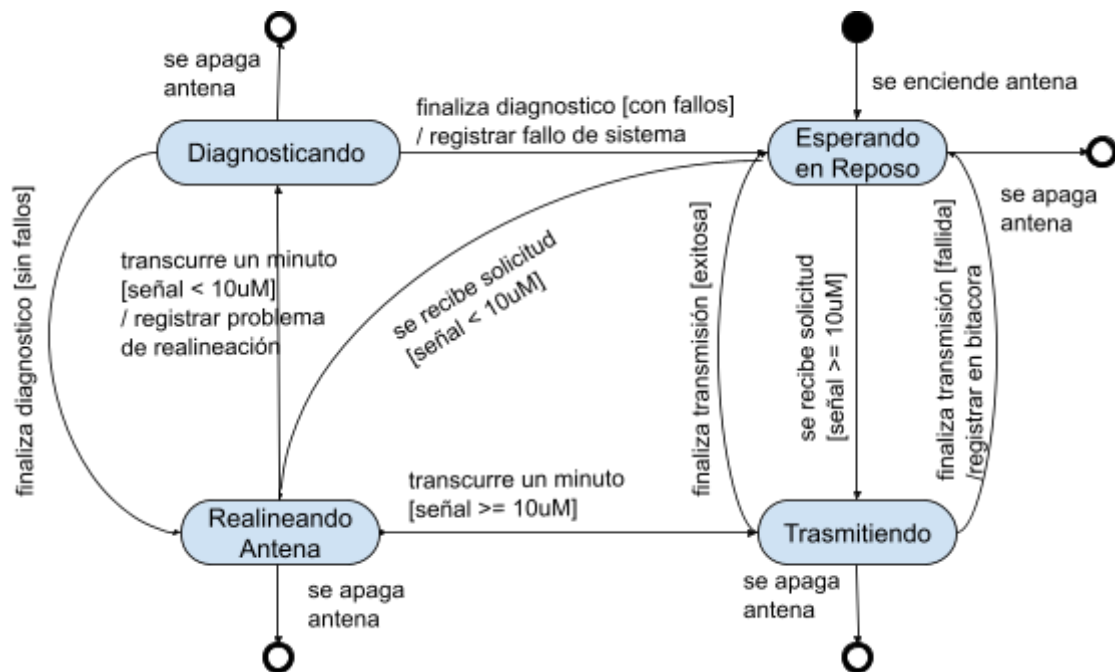 se apaga
antena
se enciende antena
finaliza diagnostico [con fallos]
/ registrar fallo de sistema
Diagnosticando
Esperando
en Reposo
se apaga
antena
finaliza diagnostico [sin fallos]
transcurre un minuto
[señal < 10uM]
/ registrar problema
de realineación
se recibe solicitud
[señal < 10uM]
finaliza transmisión [exitosa]
se recibe solicitud
[señal >= 10uM]
finaliza transmisión [fallida]
/registrar en bitacora
transcurre un minuto
[señal >= 10uM]
Realineando
Antena
Trasmitiendo
se apaga
antena
se apaga
antena